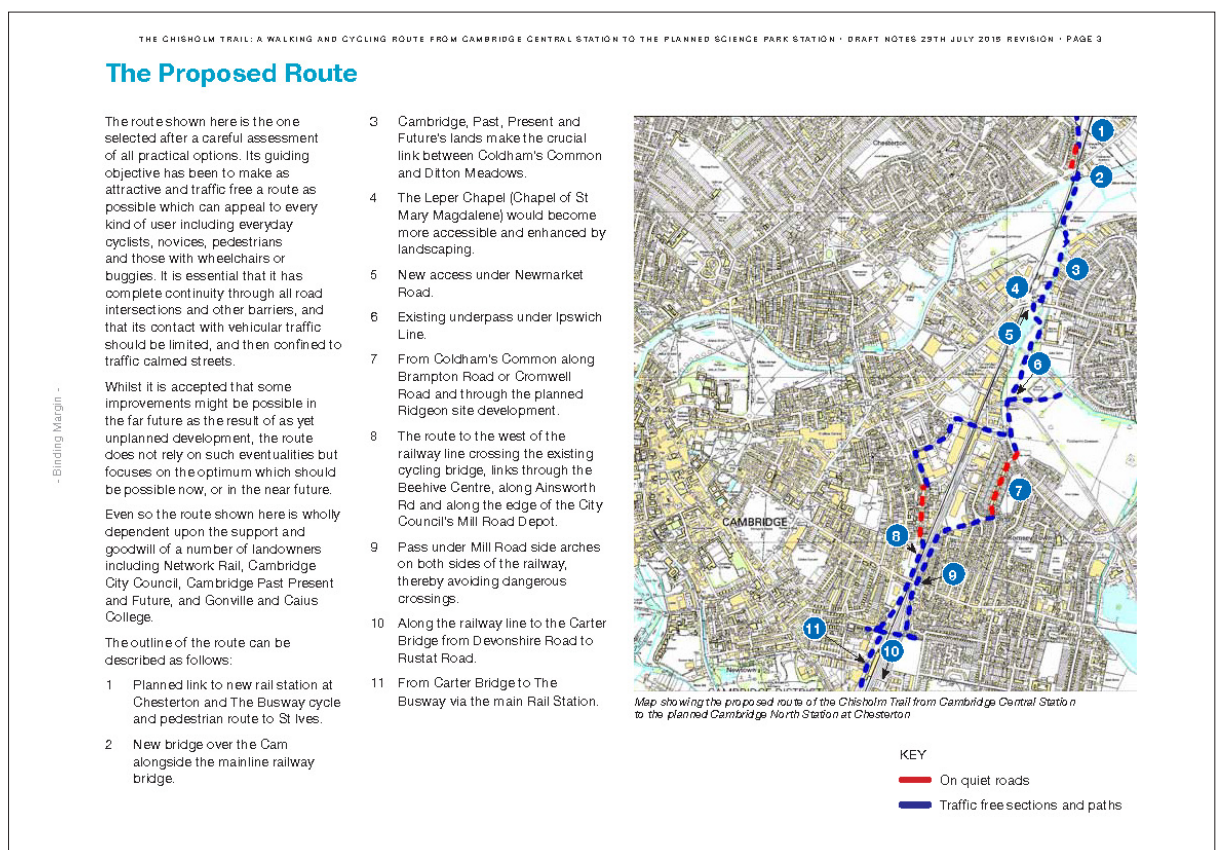 THE CHISHOLM TRAIL: A WALKING AND CYCLING ROUTE FROM CAMBRIDGE CENTRAL STATION TO THE PLANNED SCIENCE PARK STATION · DRAFT NOTES 29TH JULY 2015 REVISION · PAGE 3
The Proposed Route
The route shown here is the one
selected after a careful assessment
of all practical options. Its guiding
objective has been to make as
attractive and traffic free a route as
possible which can appeal to every
kind of user including everyday
cyclists, novices, pedestrians
and those with wheelchairs or
buggies. It is essential that it has
complete continuity through all road
intersections and other barriers, and
that its contact with vehicular traffic
should be limited, and then confined to
traffic calmed streets.
Whilst it is accepted that some
improvements might be possible in
the far future as the result of as yet
unplanned development, the route
does not rely on such eventualities but
focuses on the optimum which should
be possible now, or in the near future.
Even so the route shown here is wholly
dependent upon the support and
goodwill of a number of landowners
including Network Rail, Cambridge
City Council, Cambridge Past Present
and Future, and Gonville and Caius
College.
The outline of the route can be
described as follows:
1 Planned link to new rail station at
Chesterton and The Busway cycle
and pedestrian route to St Ives.
2 New bridge over the Cam
alongside the mainline railway
bridge.
3 Cambridge, Past, Present and
Future's lands make the crucial
link between Coldham's Common
and Ditton Meadows.
4 The Leper Chapel (Chapel of St
Mary Magdalene) would become
more accessible and enhanced by
landscaping.
5 New access under Newmarket
Road.
6 Existing underpass under Ipswich
Line.
7 From Coldham's Common along
Brampton Road or Cromwell
Road and through the planned
Ridgeon site development.
8 The route to the west of the
railway line crossing the existing
cycling bridge, links through the
Beehive Centre, along Ainsworth
Rd and along the edge of the City
Council's Mill Road Depot.
9 Pass under Mill Road side arches
on both sides of the railway,
thereby avoiding dangerous
crossings.
10 Along the railway line to the Carter
Bridge from Devonshire Road to
Rustat Road.
11 From Carter Bridge to The
Busway via the main Rail Station.
- Binding Margin -
1
Chesterton
2
3
4
5
6
7
CAMBRIDGE
8
9
11
10
Newtown
CAMBRIDGE DISTRICT
Map showing the proposed route of the Chisholm Trail from Cambridge Central Station
to the planned Cambridge North Station at Chesterton
KEY
On quiet roads
Traffic free sections and paths